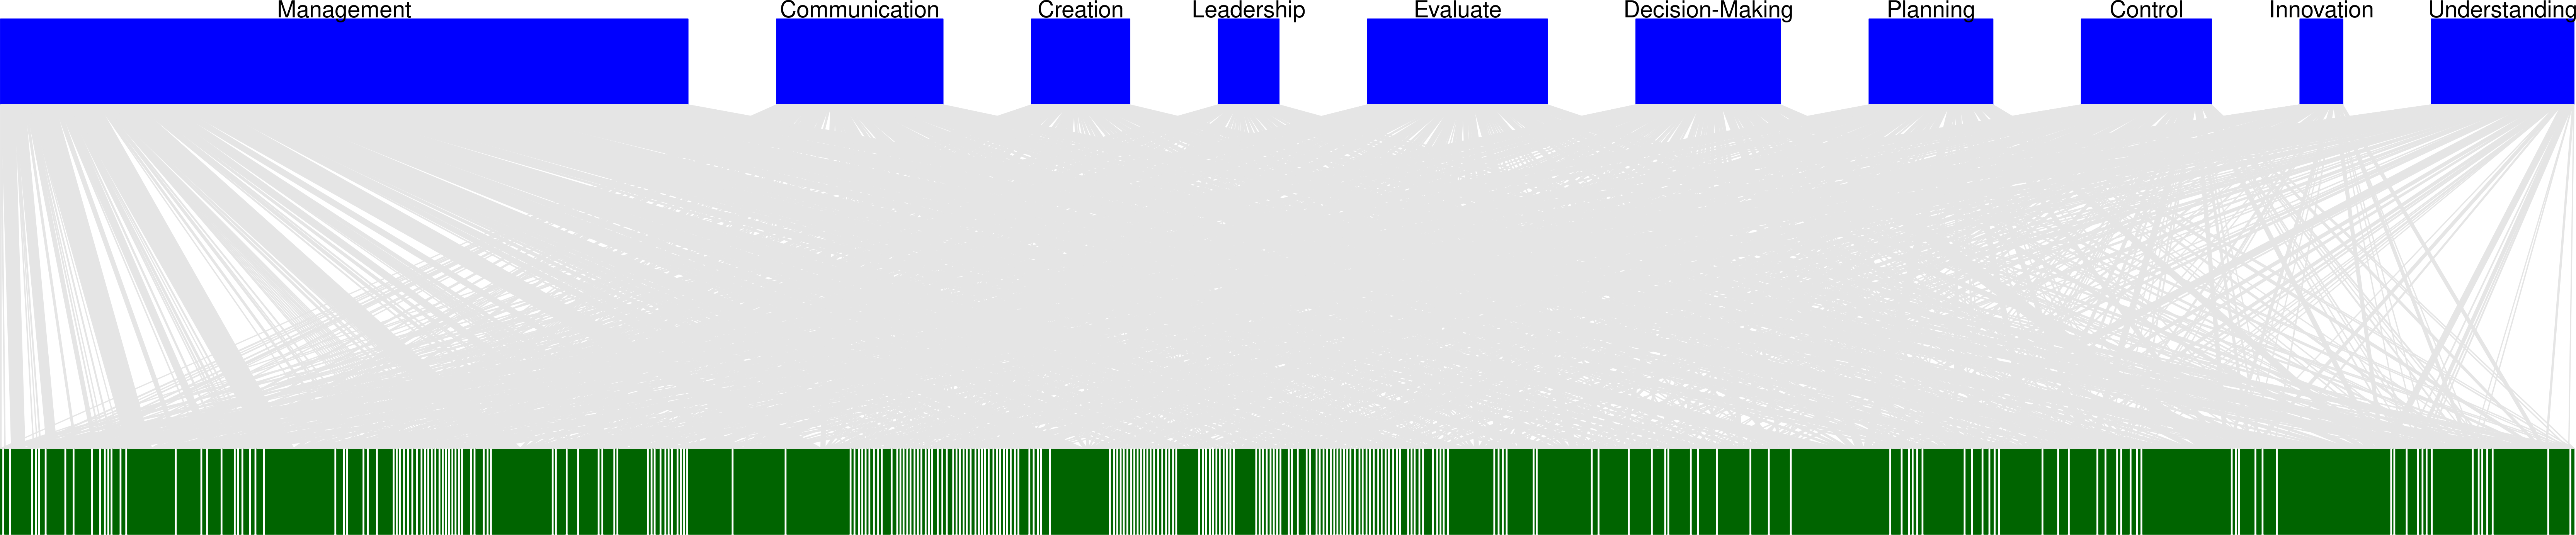 Management Communication Creation Leadership Evaluate Decision-Making Planning Control Innovation Understanding